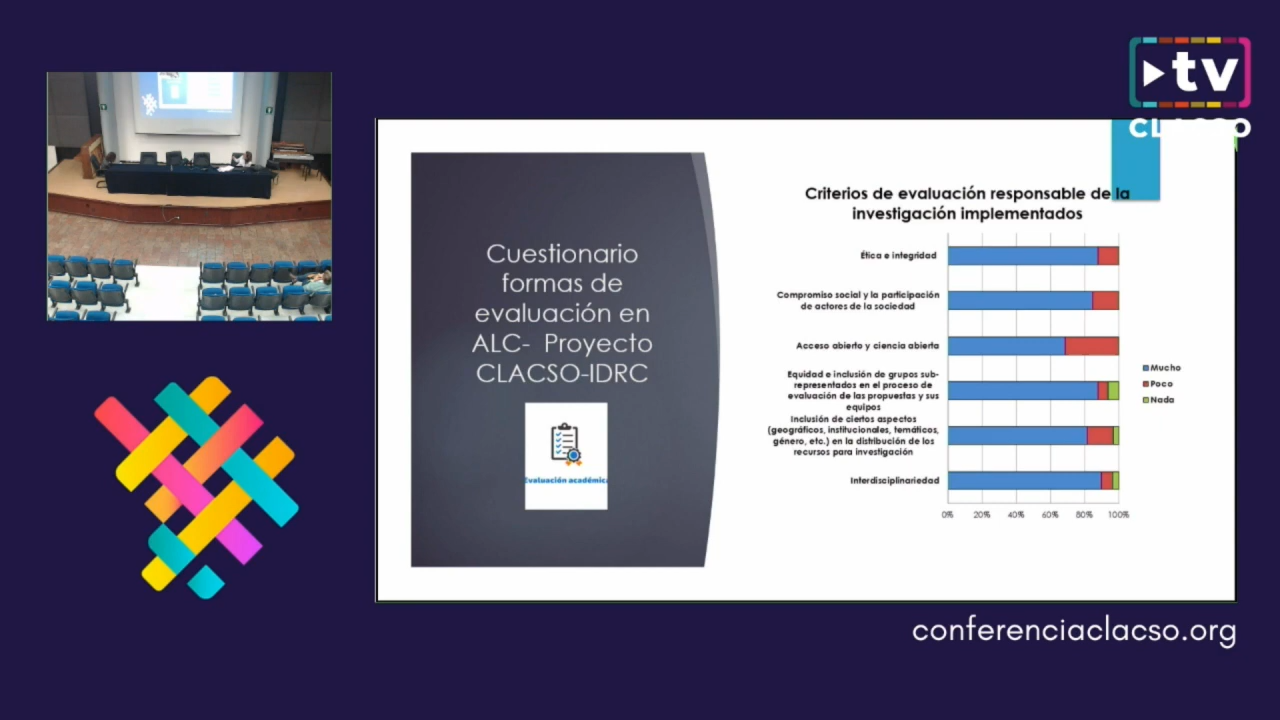 tv
CLACSO
Cuestionario
formas de
evaluación en
ALC- Proyecto
CLACSO-IDRC
Evaluación académica
Criterios de evaluación responsable de la
investigación implementados
Ética e integridad
Compromiso social y la participación
de actores de la sociedad
Acceso abierto y ciencia abierta
Equidad e inclusión de grupos sub-
representados en el proceso de
evaluación de las propuestas y sus
equipos
Inclusión de ciertos aspectos
(geográficos, institucionales, temáticos,
género, etc.) en la distribución de los
recursos para investigación
Interdisciplinariedad
0% 20% 40% 60% 80% 100%
Mucho
Poco
Nada
conferenciaclacso.org